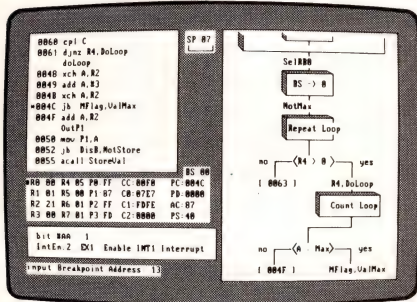 0060 cpl C
0061 djnz R4,DoLoop
doLoop
0048 xch A,R2
0049 add A,R3
004B xch A,R2
*004C jb MFlag,ValMax
004F add A,R2
OutP1
0050 mov P1,A
0052 jb DisB,NotStore
0055 acall StoreVal
SP 07
BS 00
*R0 00 R4 05 P0 FF CC:00F0 PC:004C
R1 01 R5 00 P1 87 C0:07E7 PD:0000
R2 21 R6 01 P2 FF C1:FDFE AC:87
R3 00 R7 01 P3 FD C2:0000 PS:40
bit #AA 1
IntEn.2 EX1 Enable INT1 Interrupt
input Breakpoint Address 13
SelRB0
BS -> 0
NotMax
Repeat Loop
no (R4 > 0 ) yes
[ 0063 ] R4,DoLoop
Count Loop
no (A - Max) yes
[ 004F ] MFlag,ValMax